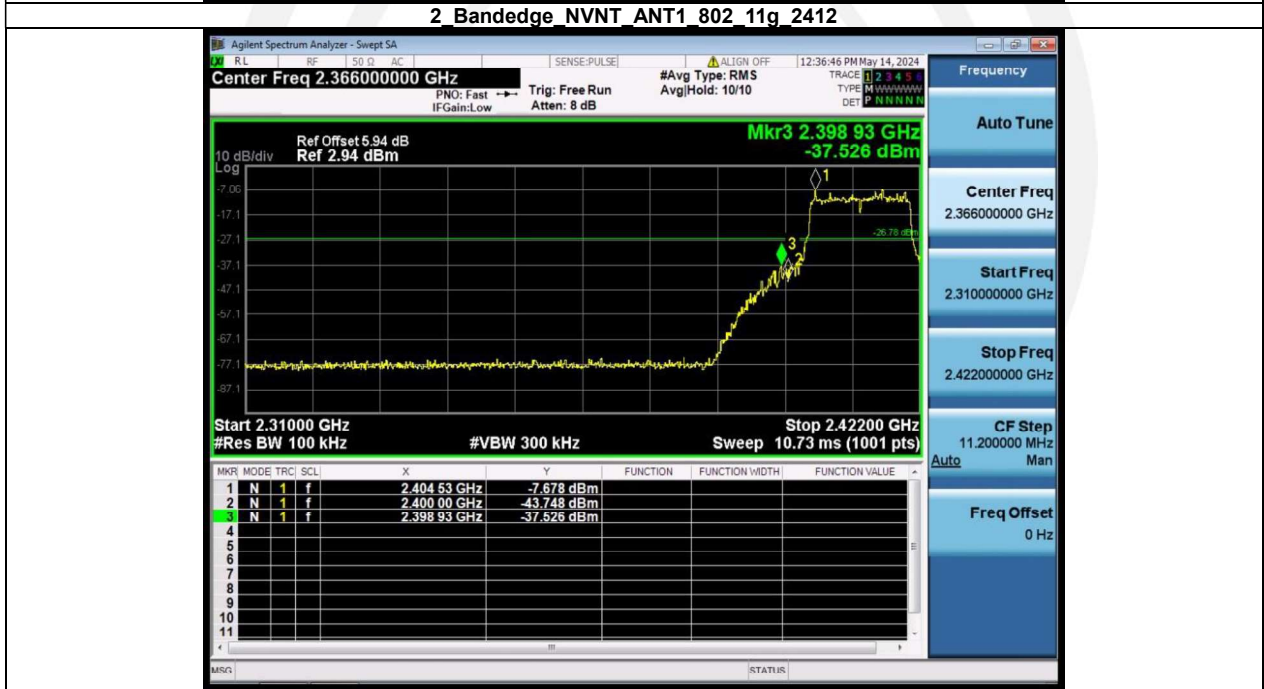 2_Bandedge_NVNT_ANT1_802_11g_2412
Agilent Spectrum Analyzer - Swept SA
RL RF 50 Ω AC SENSE:PULSE ALIGN OFF 12:36:46 PM May 14, 2024
Center Freq 2.366000000 GHz
PNO: Fast
IFGain:Low
Trig: Free Run
Atten: 8 dB
#Avg Type: RMS
Avg|Hold: 10/10
TRACE 1 2 3 4 5 6
TYPE M WWWWW
DET P N N N N N
Frequency
Auto Tune
Center Freq
2.366000000 GHz
Start Freq
2.310000000 GHz
Stop Freq
2.422000000 GHz
CF Step
11.200000 MHz
Auto Man
Freq Offset
0 Hz
Mkr3 2.398 93 GHz
-37.526 dBm
Ref Offset 5.94 dB
10 dB/div Ref 2.94 dBm
Log
-7.06
-17.1
-27.1
-37.1
-47.1
-57.1
-67.1
-77.1
-87.1
1
-26.78 dBm
3
2
Start 2.31000 GHz Stop 2.42200 GHz
#Res BW 100 kHz #VBW 300 kHz Sweep 10.73 ms (1001 pts)
MKR MODE TRC SCL X Y FUNCTION FUNCTION WIDTH FUNCTION VALUE
1 N 1 f 2.404 53 GHz -7.678 dBm
2 N 1 f 2.400 00 GHz -43.748 dBm
3 N 1 f 2.398 93 GHz -37.526 dBm
4
5
6
7
8
9
10
11
MSG STATUS